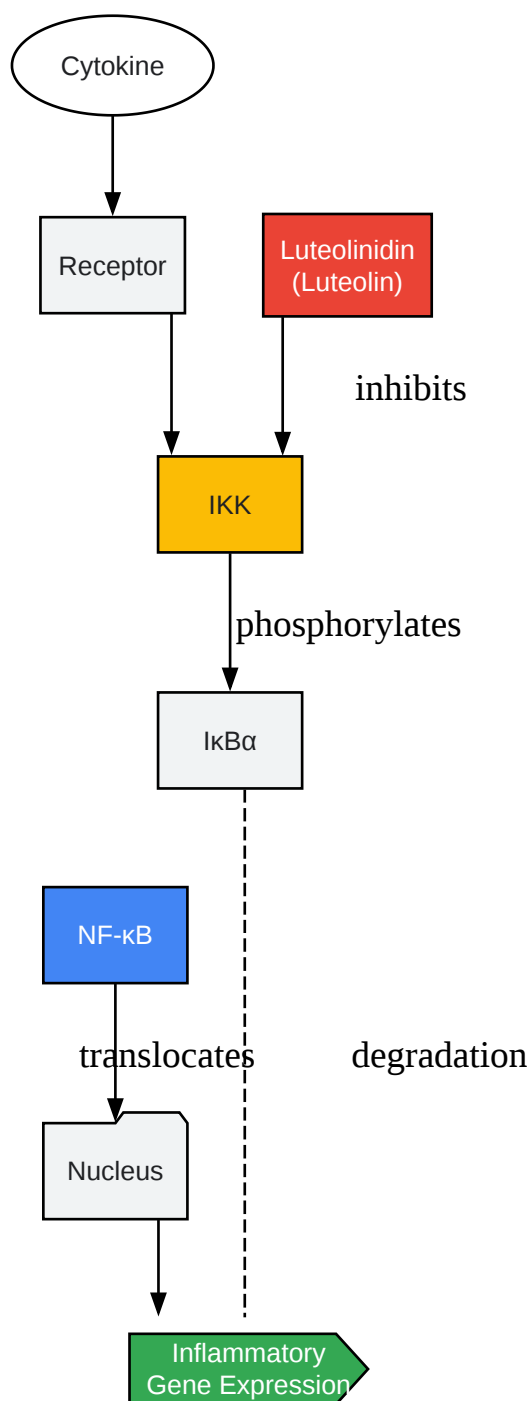 Cytokine
Receptor
Luteolinidin
(Luteolin)
inhibits
IKK
phosphorylates
IκBα
NF-κB
translocates
degradation
Nucleus
Inflammatory
Gene Expression